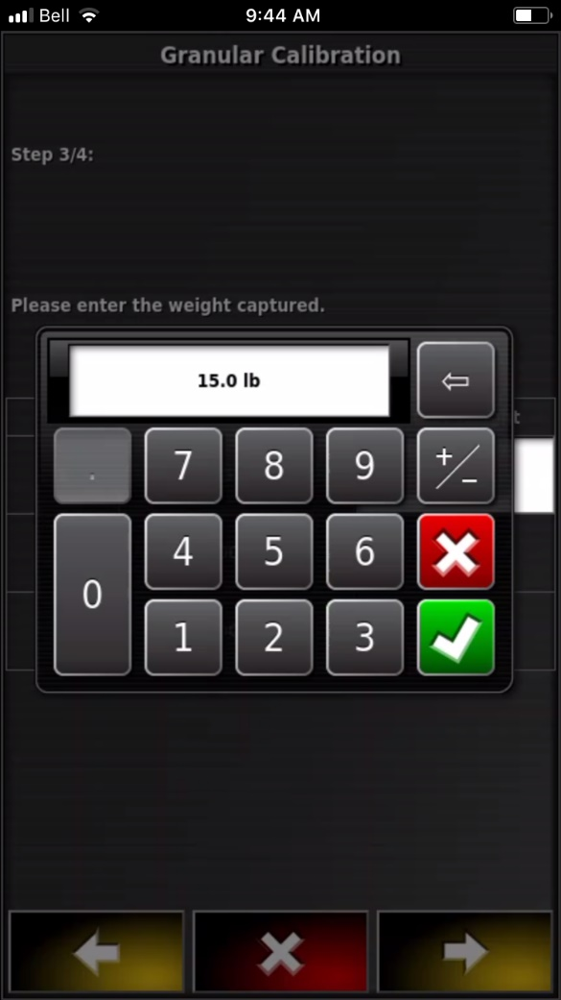 Bell 9:44 AM
Granular Calibration
Step 3/4:
Please enter the weight captured.
15.0 lb
t
. 7 8 9 +/−
4 5 6
0
1 2 3